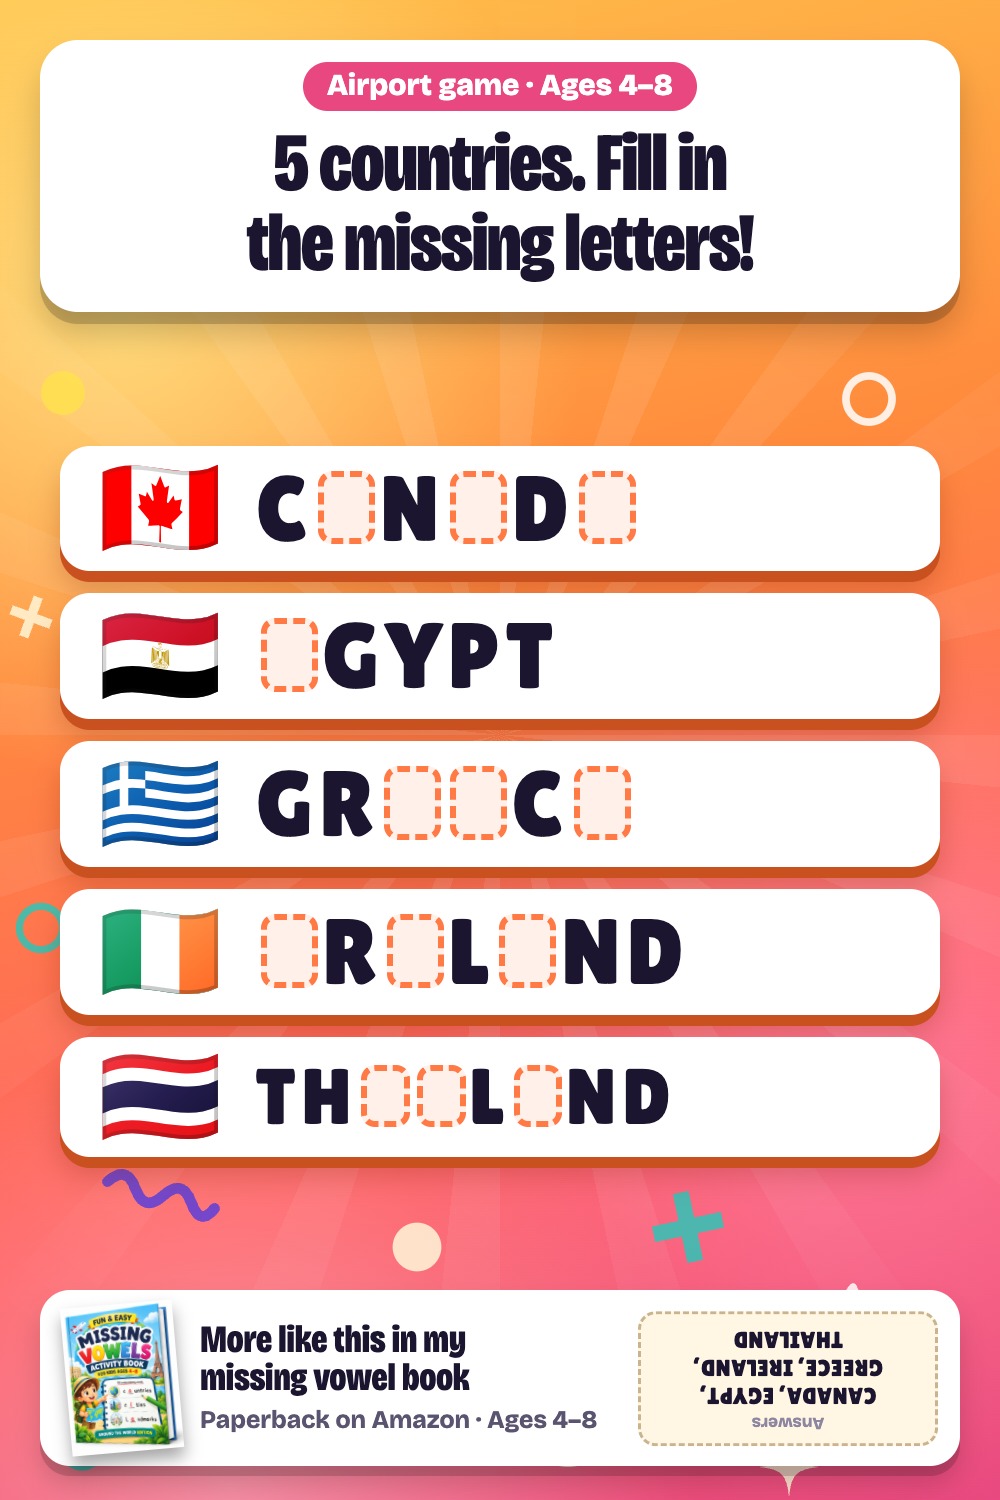 Airport game · Ages 4–8
5 countries. Fill in
the missing letters!
C N D
GYPT
GR C
R L ND
TH L ND
FUN & EASY
MISSING
VOWELS
ACTIVITY BOOK
More like this in my
missing vowel book
Paperback on Amazon · Ages 4–8
Answers
CANADA, EGYPT,
GREECE, IRELAND,
THAILAND